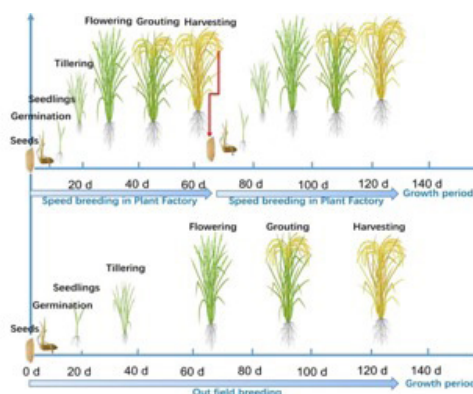 Flowering Grouting Harvesting
Tillering
Seedlings
Germination
Seeds
20 d 40 d 60 d 80 d 100 d 120 d 140 d
Speed breeding in Plant Factory Speed breeding in Plant Factory Growth period
Flowering Grouting Harvesting
Tillering
Seedlings
Germination
Seeds
0 d 20 d 40 d 60 d 80 d 100 d 120 d 140 d
Growth period
Out field breeding